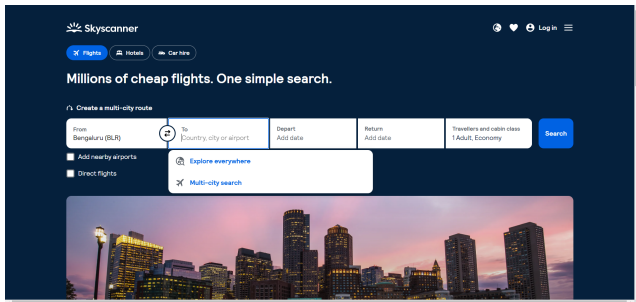 Skyscanner
Log in
Flights
Hotels
Car hire
Millions of cheap flights. One simple search.
Create a multi-city route
From
Bengaluru (BLR)
To
Country, city or airport
Depart
Add date
Return
Add date
Travellers and cabin class
1 Adult, Economy
Search
Add nearby airports
Direct flights
Explore everywhere
Multi-city search